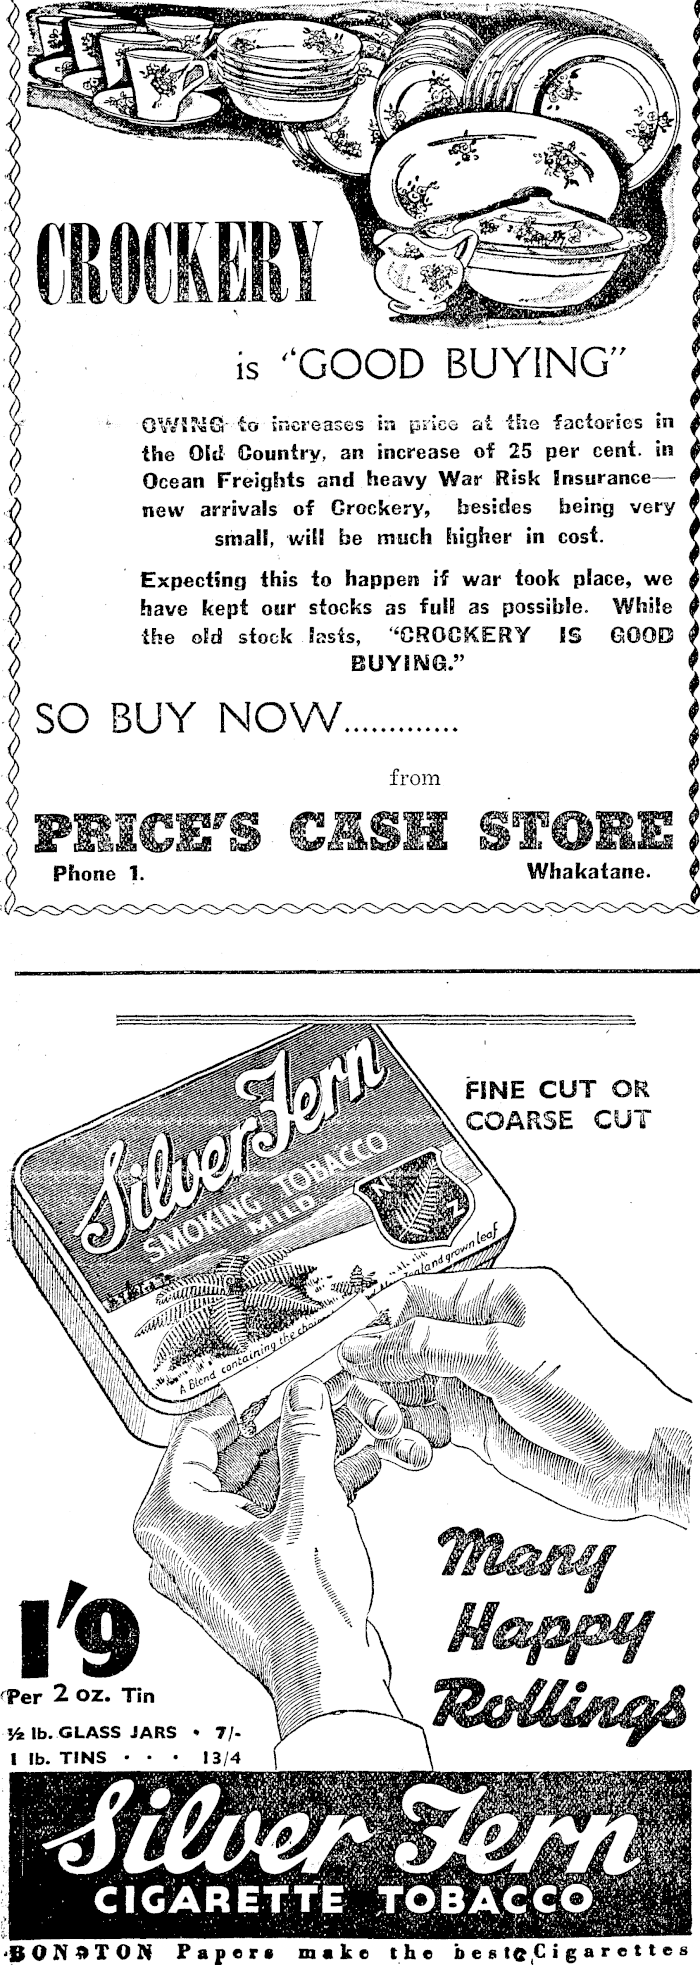 CROCKERY
is "GOOD BUYING"
OWING to increases in price at the factories in
the Old Country, an increase of 25 per cent. in
Ocean Freights and heavy War Risk Insurance—
new arrivals of Crockery, besides being very
small, will be much higher in cost.
Expecting this to happen if war took place, we
have kept our stocks as full as possible. While
the old stock lasts, "CROCKERY IS GOOD
BUYING."
SO BUY NOW.............
from
PRICE'S CASH STORE
Phone 1. Whakatane.
FINE CUT OR
COARSE CUT
Silver Fern
SMOKING TOBACCO
MILD
N Z
A Blend containing the leaf
Many
Happy
Rollings
1'9
Per 2 oz. Tin
½ lb. GLASS JARS • 7/-
1 lb. TINS • • • 13/4
Silver Fern
CIGARETTE TOBACCO
BON TON Papers make the best Cigarettes